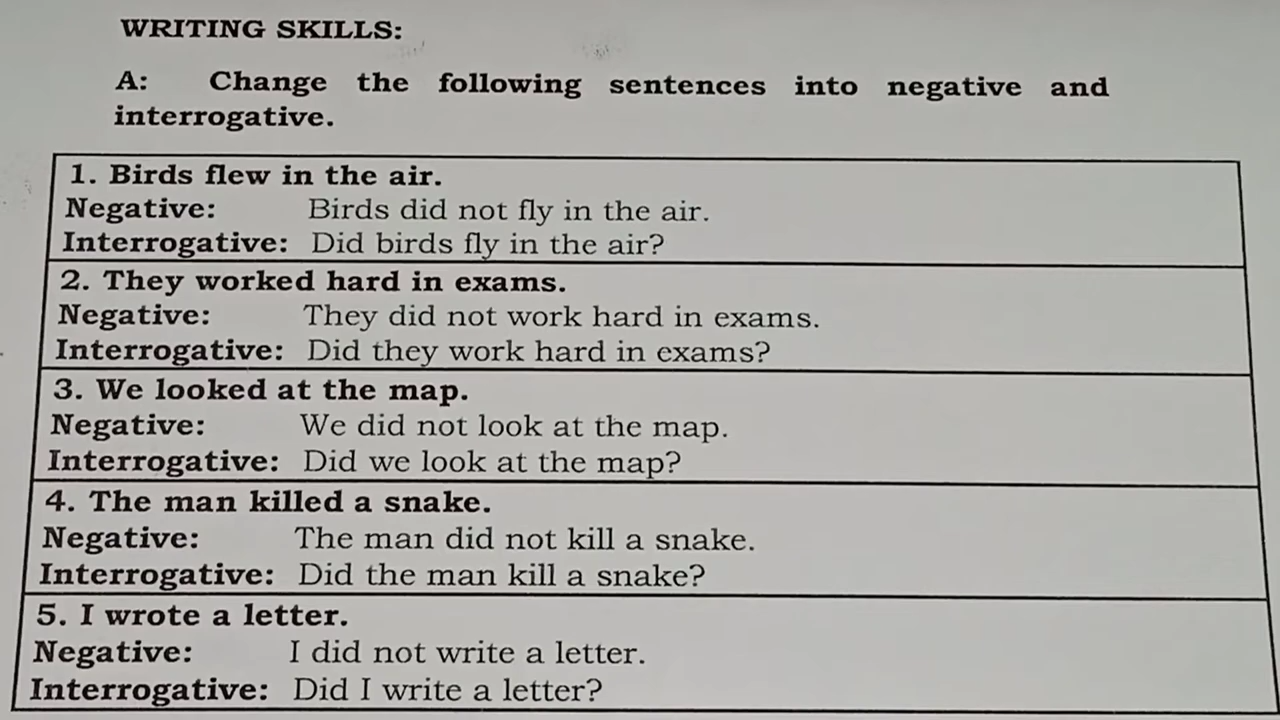 WRITING SKILLS:
A: Change the following sentences into negative and
interrogative.
1. Birds flew in the air.
Negative: Birds did not fly in the air.
Interrogative: Did birds fly in the air?
2. They worked hard in exams.
Negative: They did not work hard in exams.
Interrogative: Did they work hard in exams?
3. We looked at the map.
Negative: We did not look at the map.
Interrogative: Did we look at the map?
4. The man killed a snake.
Negative: The man did not kill a snake.
Interrogative: Did the man kill a snake?
5. I wrote a letter.
Negative: I did not write a letter.
Interrogative: Did I write a letter?